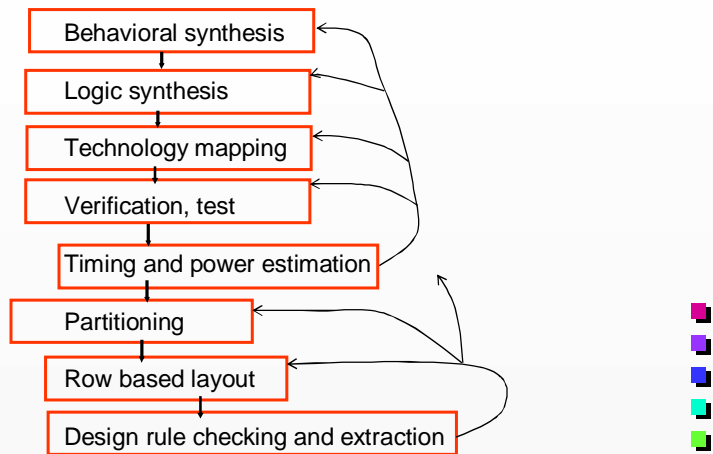 Behavioral synthesis
Logic synthesis
Technology mapping
Verification, test
Timing and power estimation
Partitioning
Row based layout
Design rule checking and extraction